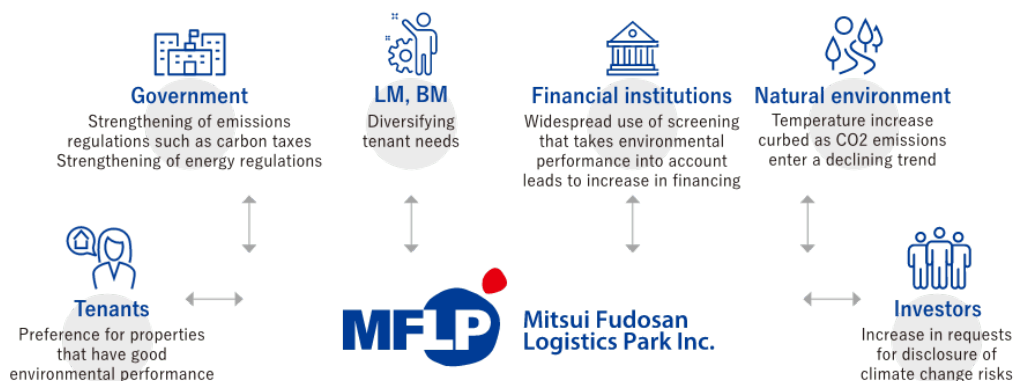 Government
Strengthening of emissions
regulations such as carbon taxes
Strengthening of energy regulations
LM, BM
Diversifying
tenant needs
Financial institutions
Widespread use of screening
that takes environmental
performance into account
leads to increase in financing
Natural environment
Temperature increase
curbed as CO2 emissions
enter a declining trend
Tenants
Preference for properties
that have good
environmental performance
MFLP
Mitsui Fudosan
Logistics Park Inc.
Investors
Increase in requests
for disclosure of
climate change risks